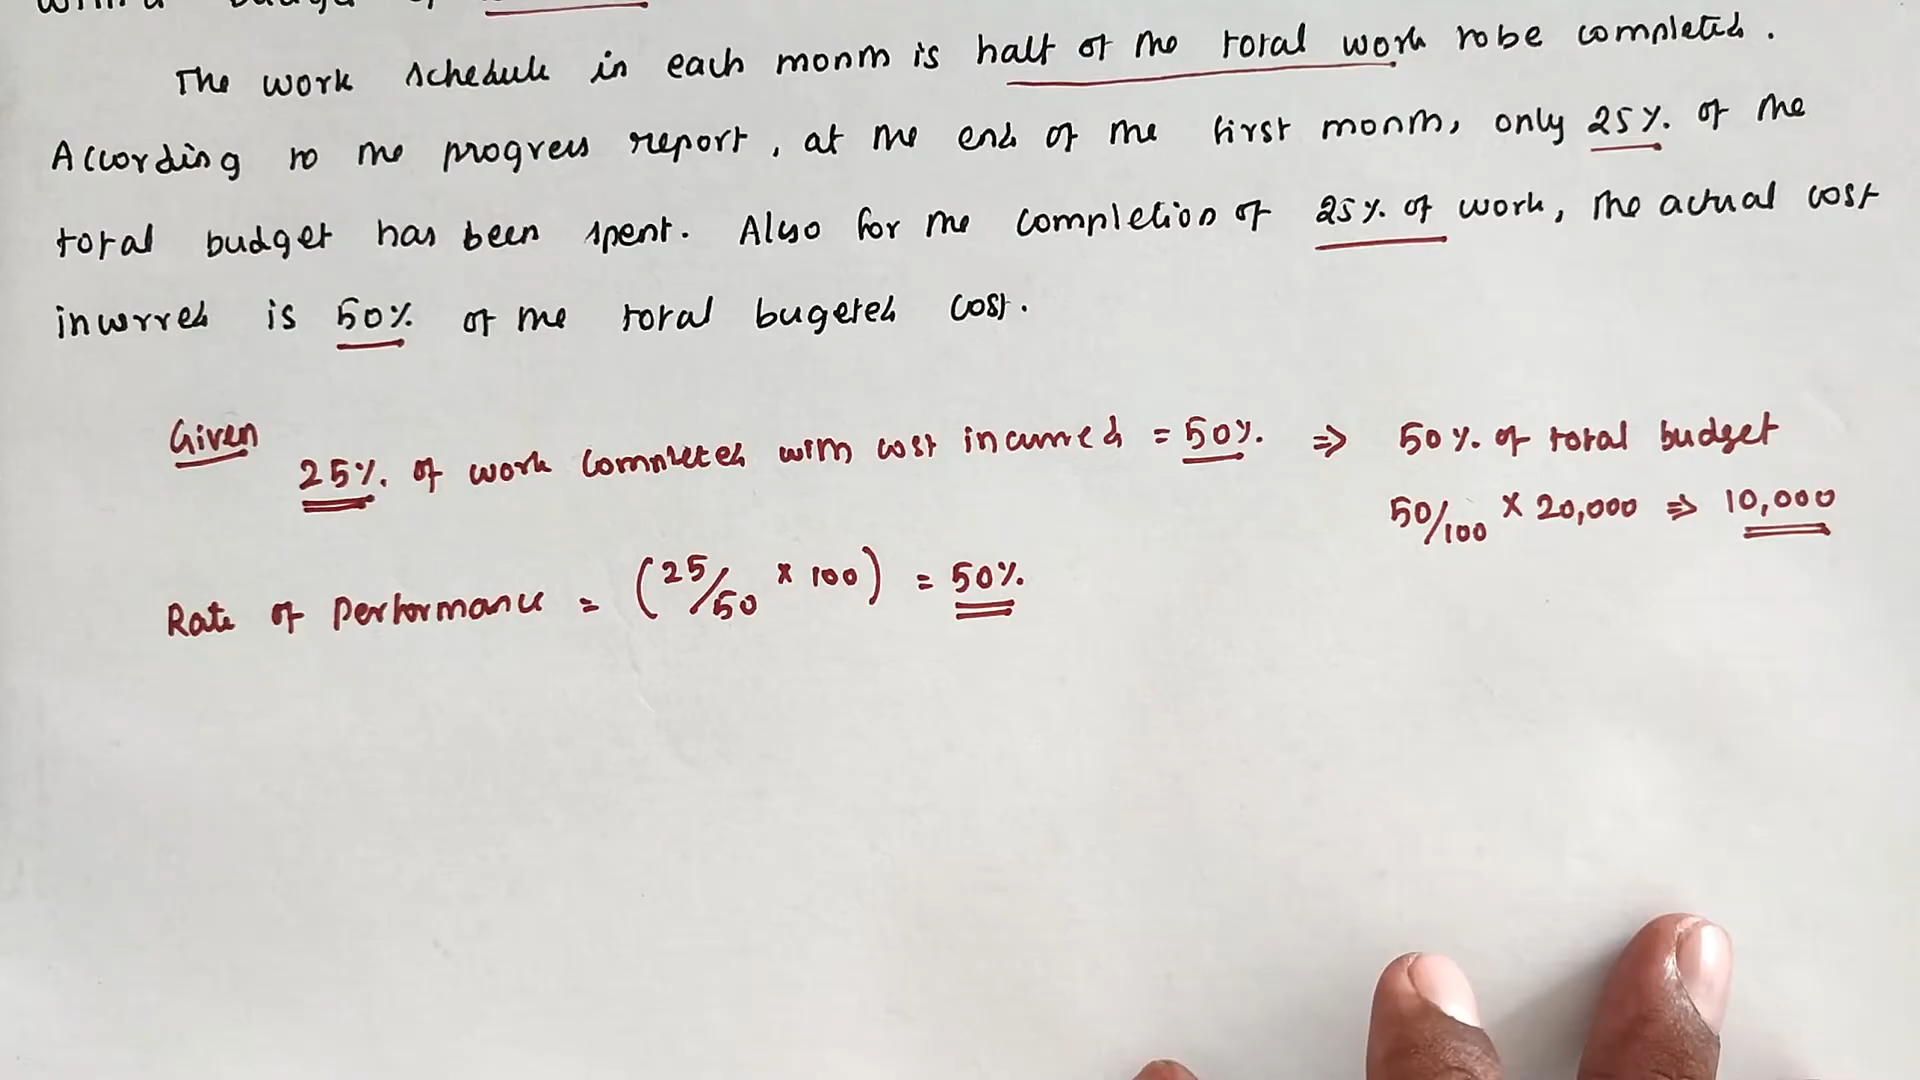 budget of
The work schedule in each month is half of the total work to be completed.
According to the progress report, at the end of the first month, only 25% of the
total budget has been spent. Also for the completion of 25% of work, the actual cost
incurred is 50% of the total bugeted cost.
Given
25% of work completed with cost incurred = 50% ⇒ 50% of total budget
50/100 × 20,000 ⇒ 10,000
Rate of performance = (25/50 × 100) = 50%